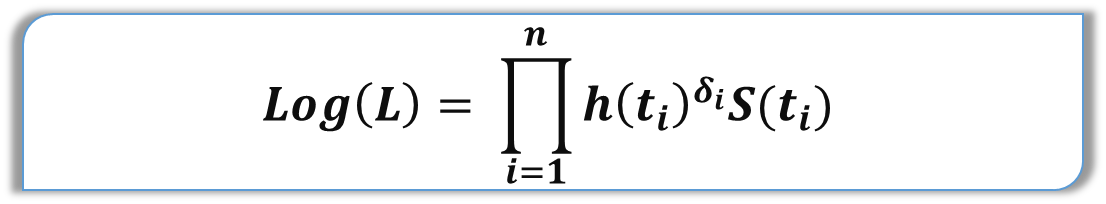 Log(L) = ∏_{i=1}^{n} h(t_i)^{δ_i} S(t_i)